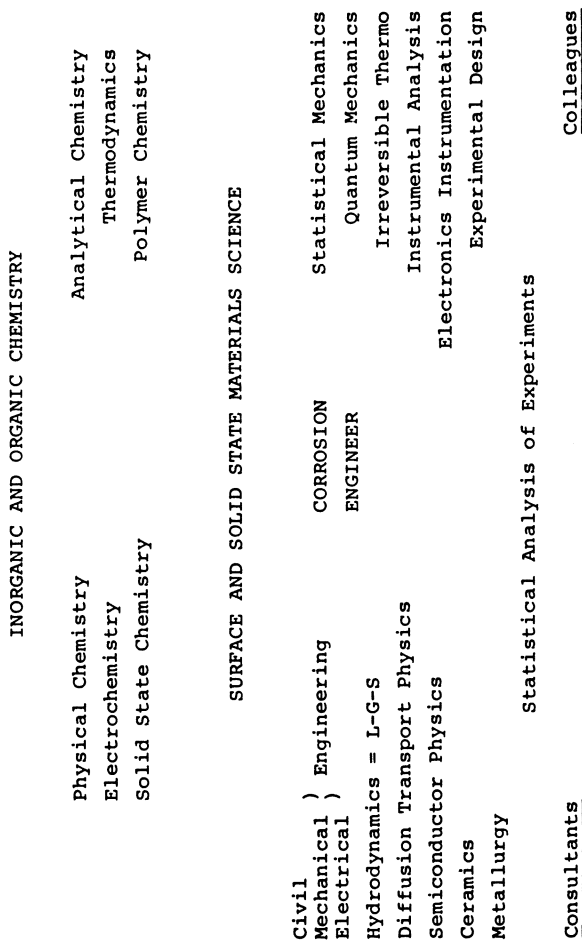 INORGANIC AND ORGANIC CHEMISTRY
Physical Chemistry Analytical Chemistry
Electrochemistry Thermodynamics
Solid State Chemistry Polymer Chemistry
SURFACE AND SOLID STATE MATERIALS SCIENCE
Civil
Mechanical ) Engineering CORROSION Statistical Mechanics
Electrical ) ENGINEER Quantum Mechanics
Hydrodynamics = L-G-S Irreversible Thermo
Diffusion Transport Physics Instrumental Analysis
Semiconductor Physics Electronics Instrumentation
Ceramics Experimental Design
Metallurgy
Statistical Analysis of Experiments
Consultants Colleagues